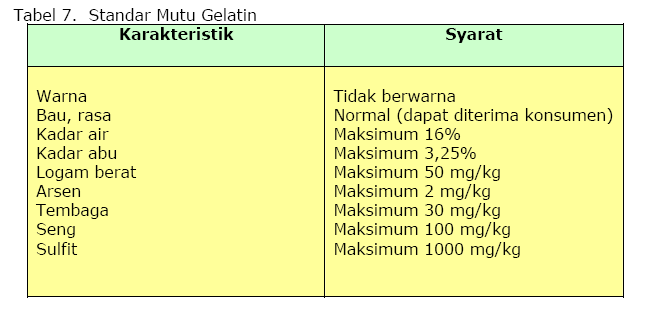 Tabel 7.  Standar Mutu Gelatin
Karakteristik Syarat
Warna Tidak berwarna
Bau, rasa Normal (dapat diterima konsumen)
Kadar air Maksimum 16%
Kadar abu Maksimum 3,25%
Logam berat Maksimum 50 mg/kg
Arsen Maksimum 2 mg/kg
Tembaga Maksimum 30 mg/kg
Seng Maksimum 100 mg/kg
Sulfit Maksimum 1000 mg/kg